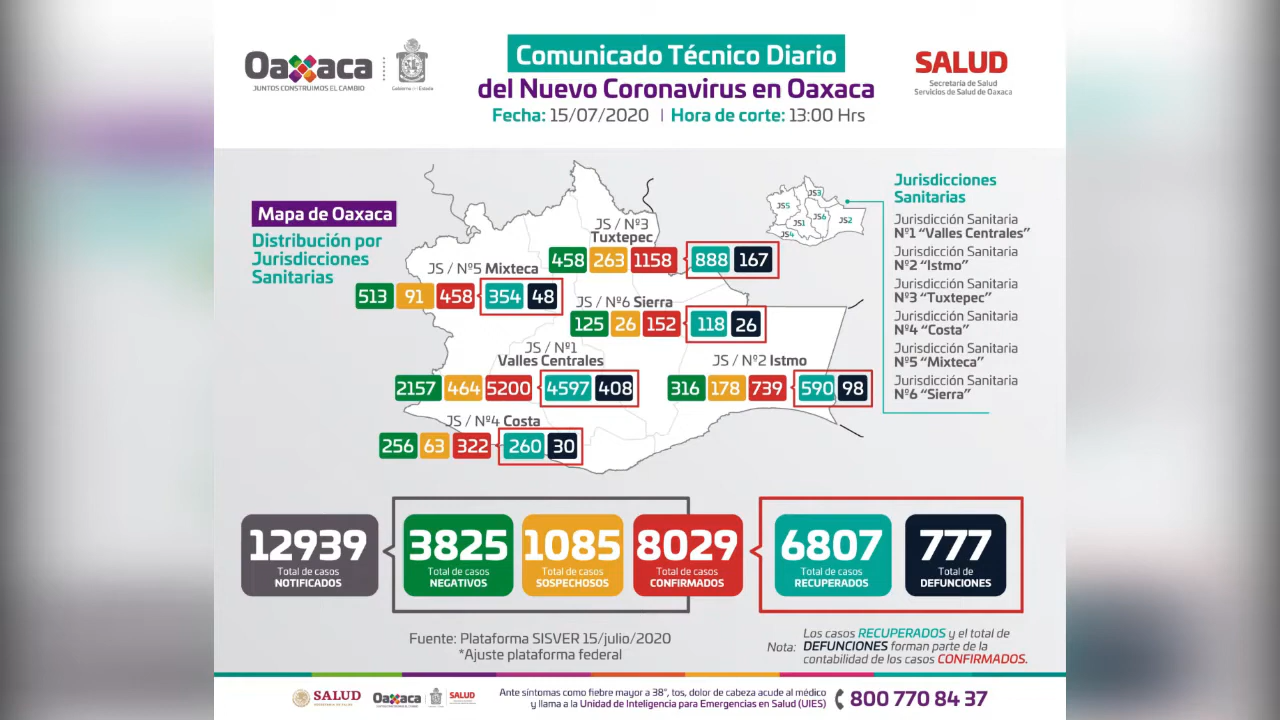 Oaxaca
JUNTOS CONSTRUIMOS EL CAMBIO
Gobierno del Estado
Comunicado Técnico Diario
del Nuevo Coronavirus en Oaxaca
Fecha: 15/07/2020 | Hora de corte: 13:00 Hrs
SALUD
Secretaría de Salud
Servicios de Salud de Oaxaca
Mapa de Oaxaca
Distribución por
Jurisdicciones
Sanitarias
JS / Nº3
Tuxtepec
458 263 1158 888 167
JS / Nº5 Mixteca
513 91 458 354 48
JS / Nº6 Sierra
125 26 152 118 26
JS / Nº1
Valles Centrales
2157 464 5200 4597 408
JS / Nº2 Istmo
316 178 739 590 98
JS / Nº4 Costa
256 63 322 260 30
JS3
JS5
JS1
JS6
JS2
JS4
Jurisdicciones
Sanitarias
Jurisdicción Sanitaria
Nº1 “Valles Centrales”
Jurisdicción Sanitaria
Nº2 “Istmo”
Jurisdicción Sanitaria
Nº3 “Tuxtepec”
Jurisdicción Sanitaria
Nº4 “Costa”
Jurisdicción Sanitaria
Nº5 “Mixteca”
Jurisdicción Sanitaria
Nº6 “Sierra”
12939
Total de casos
NOTIFICADOS
3825
Total de casos
NEGATIVOS
1085
Total de casos
SOSPECHOSOS
8029
Total de casos
CONFIRMADOS
6807
Total de casos
RECUPERADOS
777
Total de
DEFUNCIONES
Fuente: Plataforma SISVER 15/julio/2020
*Ajuste plataforma federal
Nota:
Los casos RECUPERADOS y el total de
DEFUNCIONES forman parte de la
contabilidad de los casos CONFIRMADOS.
SALUD
SECRETARÍA DE SALUD
Oaxaca
SALUD
Ante síntomas como fiebre mayor a 38°, tos, dolor de cabeza acude al médico
y llama a la Unidad de Inteligencia para Emergencias en Salud (UIES)
800 770 84 37